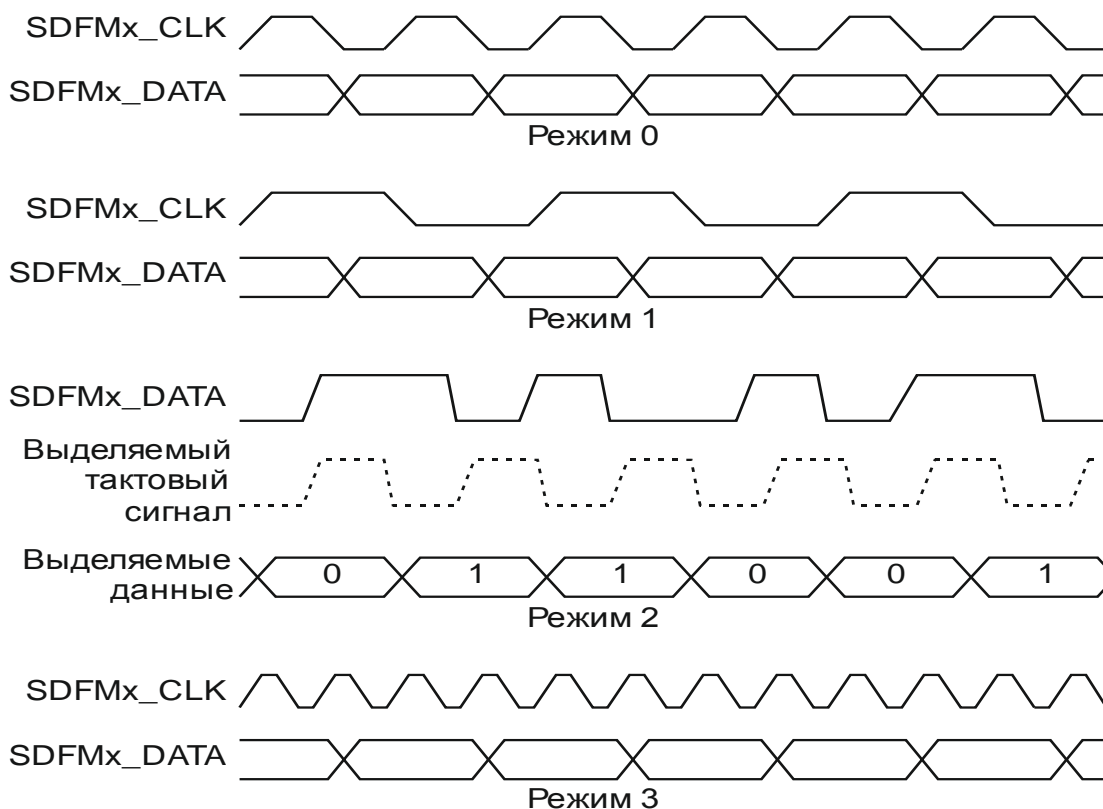 SDFMx_CLK
SDFMx_DATA
Режим 0
SDFMx_CLK
SDFMx_DATA
Режим 1
SDFMx_DATA
Выделяемый
тактовый
сигнал
Выделяемые
данные
0 1 1 0 0 1
Режим 2
SDFMx_CLK
SDFMx_DATA
Режим 3